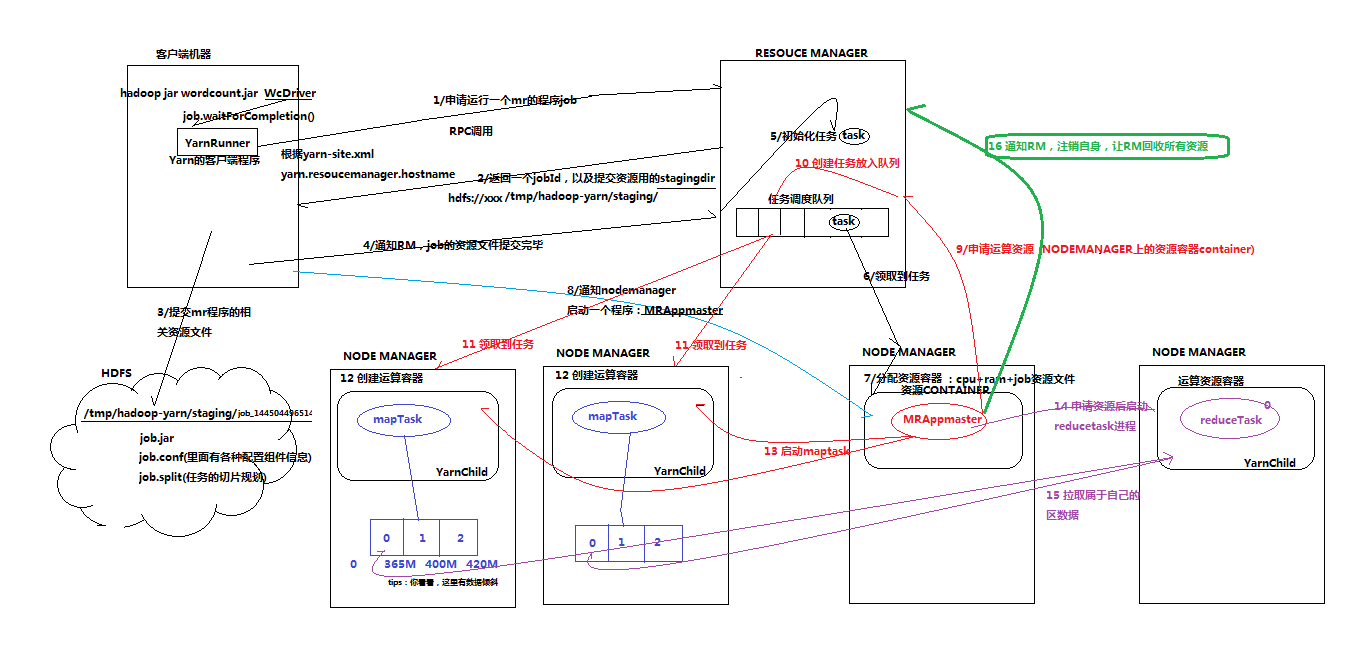 客户端机器
hadoop jar wordcount.jar WcDriver
job.waitForCompletion()
YarnRunner
Yarn的客户端程序
根据yarn-site.xml
yarn.resoucemanager.hostname
1/申请运行一个mr的程序job
RPC调用
2/返回一个jobId，以及提交资源用的stagingdir
hdfs://xxx /tmp/hadoop-yarn/staging/
4/通知RM，job的资源文件提交完毕
3/提交mr程序的相
关资源文件
RESOUCE MANAGER
5/初始化任务
task
10 创建任务放入队列
任务调度队列
task
6/领取到任务
16 通知RM，注销自身，让RM回收所有资源
9/申请运算资源（NODEMANAGER上的资源容器container)
8/通知nodemanager
启动一个程序：MRAppmaster
11 领取到任务
11 领取到任务
HDFS
/tmp/hadoop-yarn/staging/job_144504496514
job.jar
job.conf(里面有各种配置组件信息)
job.split(任务的切片规划)
NODE MANAGER
12 创建运算容器
mapTask
YarnChild
0 1 2
0 365M 400M 420M
tips：你看看，这里有数据倾斜
NODE MANAGER
12 创建运算容器
mapTask
YarnChild
0 1 2
13 启动maptask
NODE MANAGER
7/分配资源容器 ：cpu+ram+job资源文件
资源CONTAINER
MRAppmaster
14 申请资源后启动
reducetask进程
15 拉取属于自己的
区数据
NODE MANAGER
运算资源容器
0
reduceTask
YarnChild